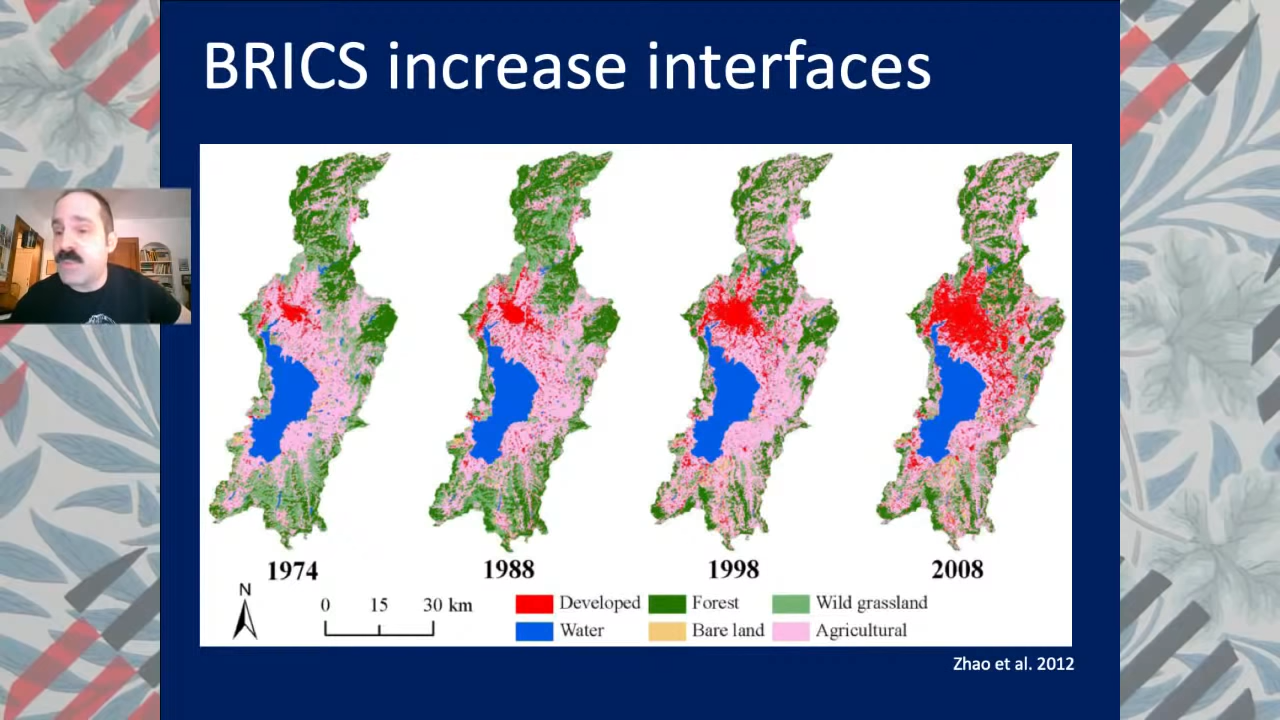 BRICS increase interfaces
1974 1988 1998 2008
N
0 15 30 km
Developed Forest Wild grassland
Water Bare land Agricultural
Zhao et al. 2012